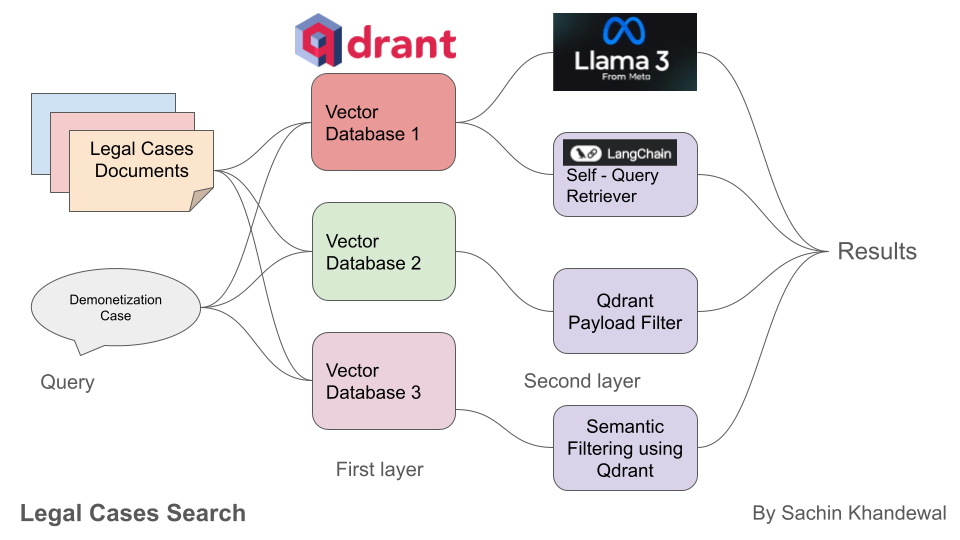 qdrant
Llama 3
From Meta
Vector
Database 1
LangChain
Self - Query
Retriever
Legal Cases
Documents
Vector
Database 2
Results
Demonetization
Case
Qdrant
Payload Filter
Query
Vector
Database 3
Second layer
Semantic
Filtering using
Qdrant
First layer
Legal Cases Search
By Sachin Khandewal